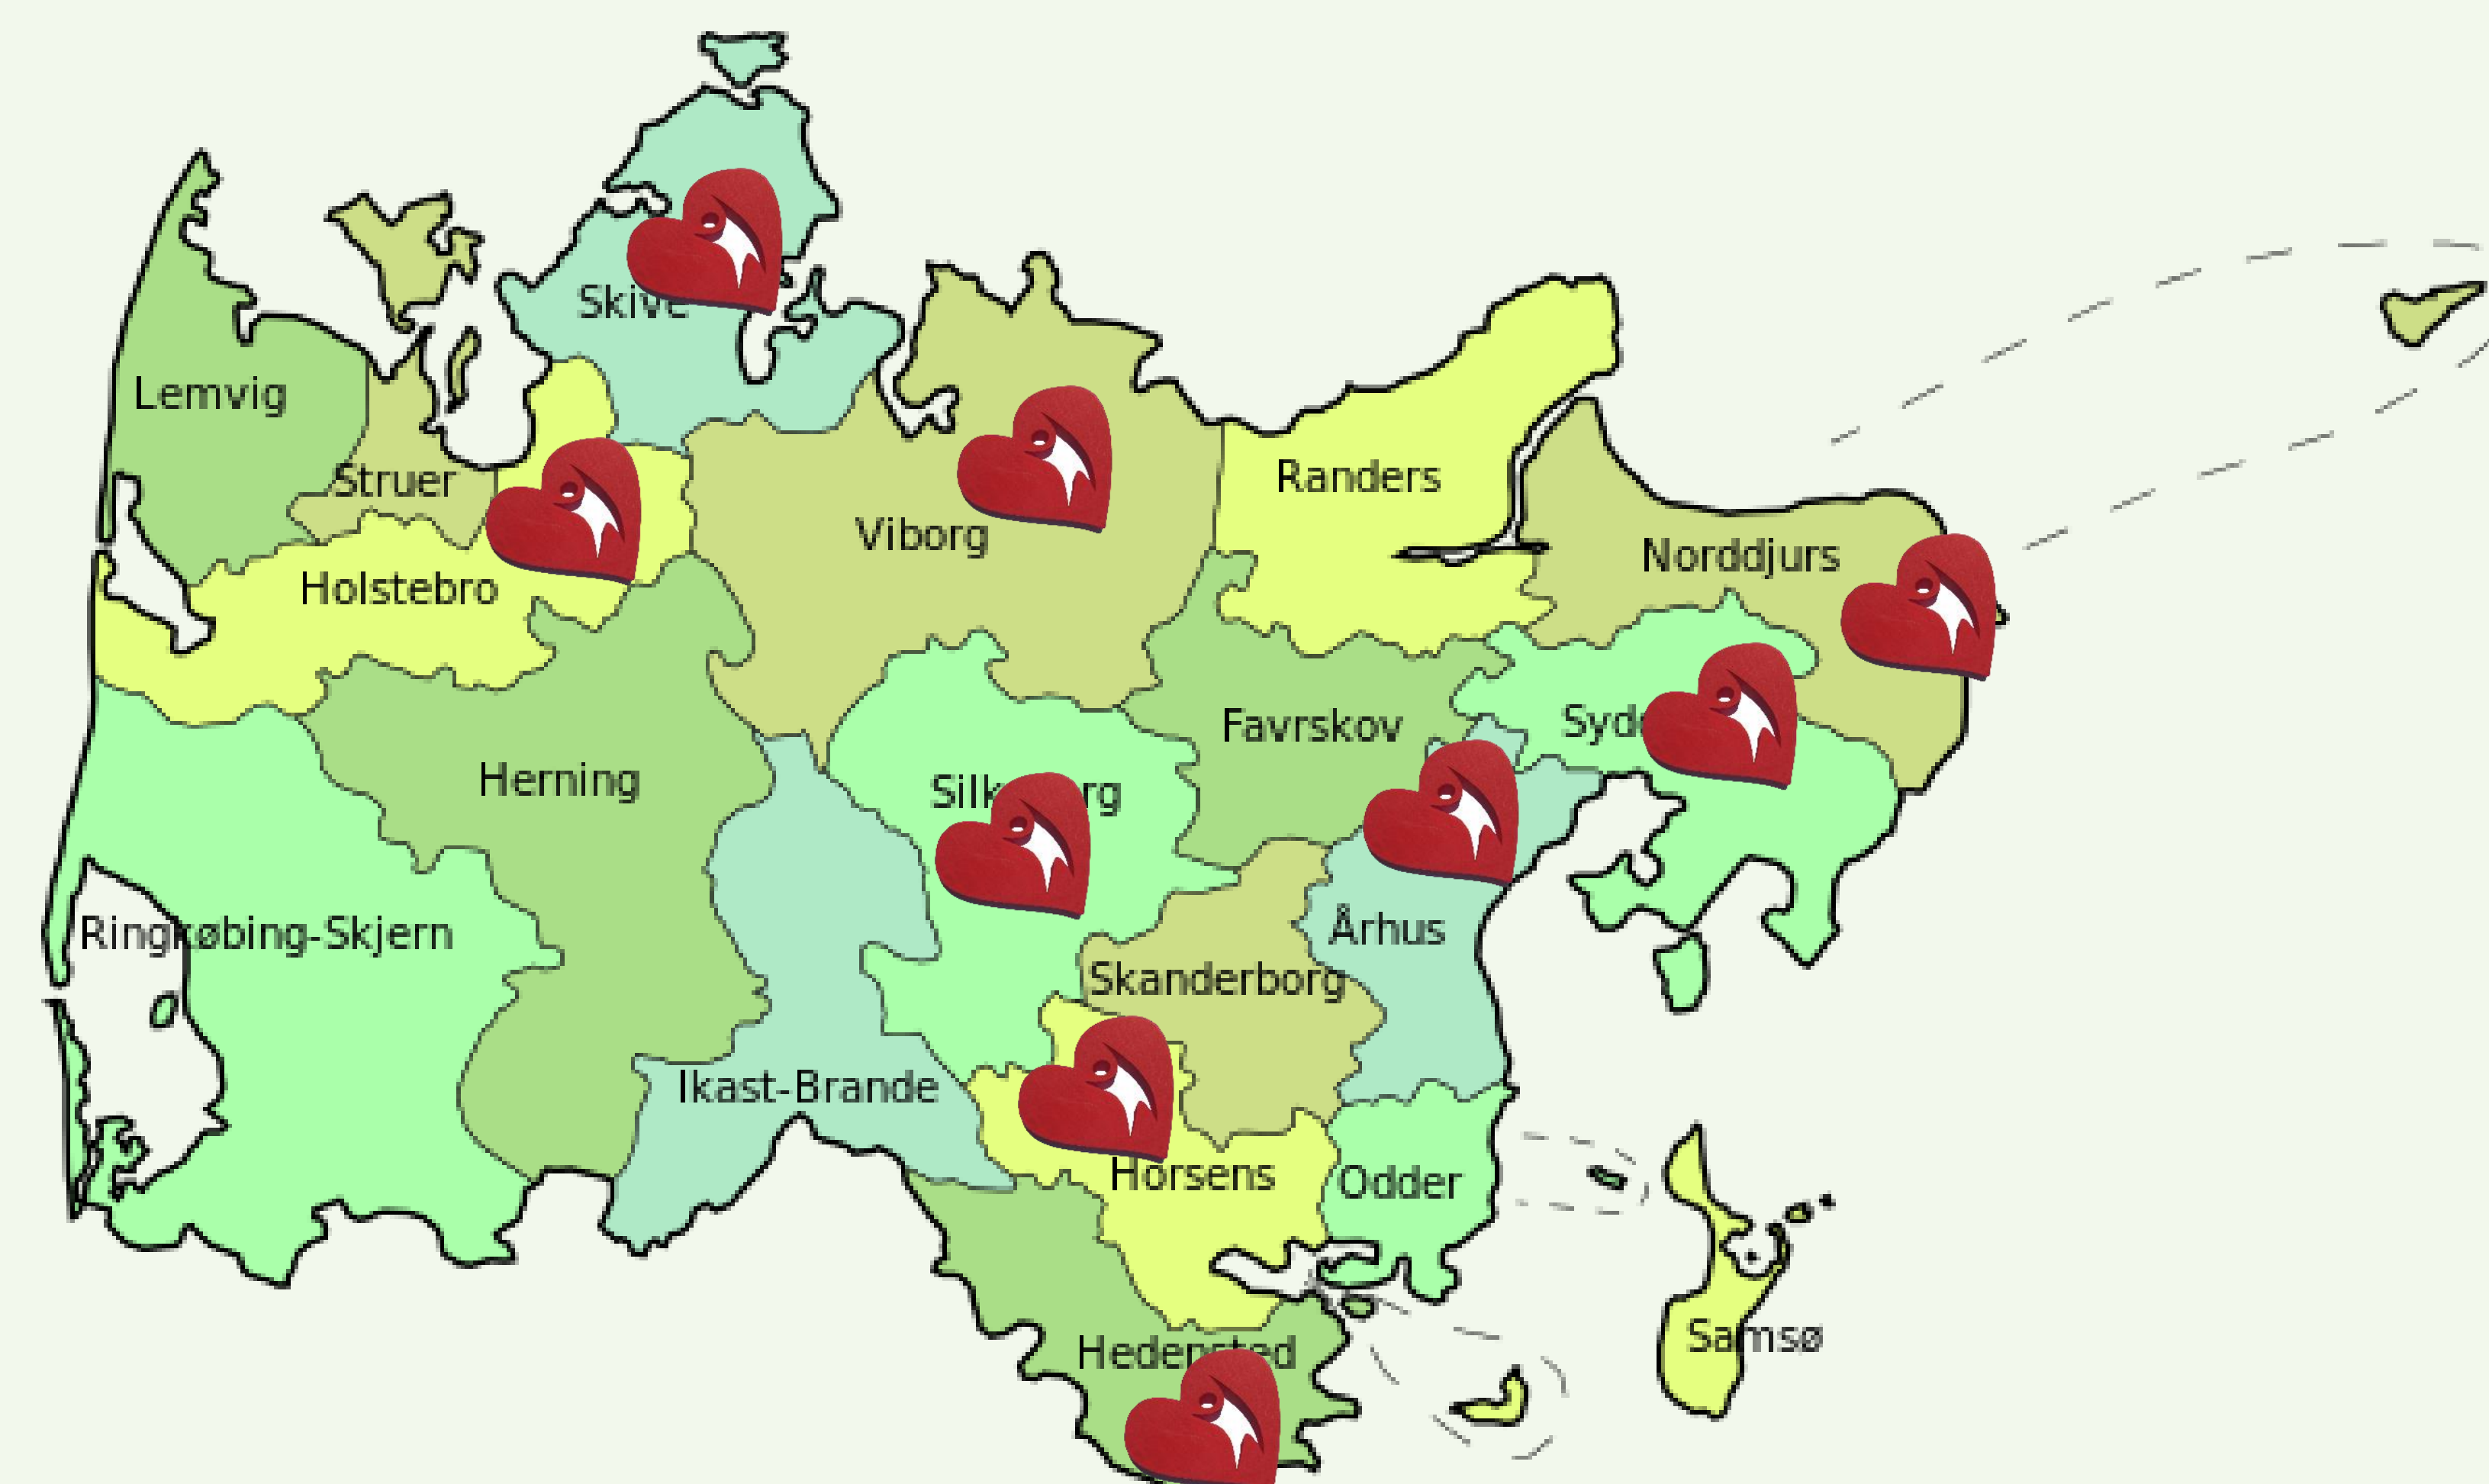 Skive
Lemvig
Struer
Randers
Viborg
Norddjurs
Holstebro
Favrskov
Herning
Ringkøbing-Skjern
Århus
Skanderborg
Ikast-Brande
Horsens
Odder
Samsø